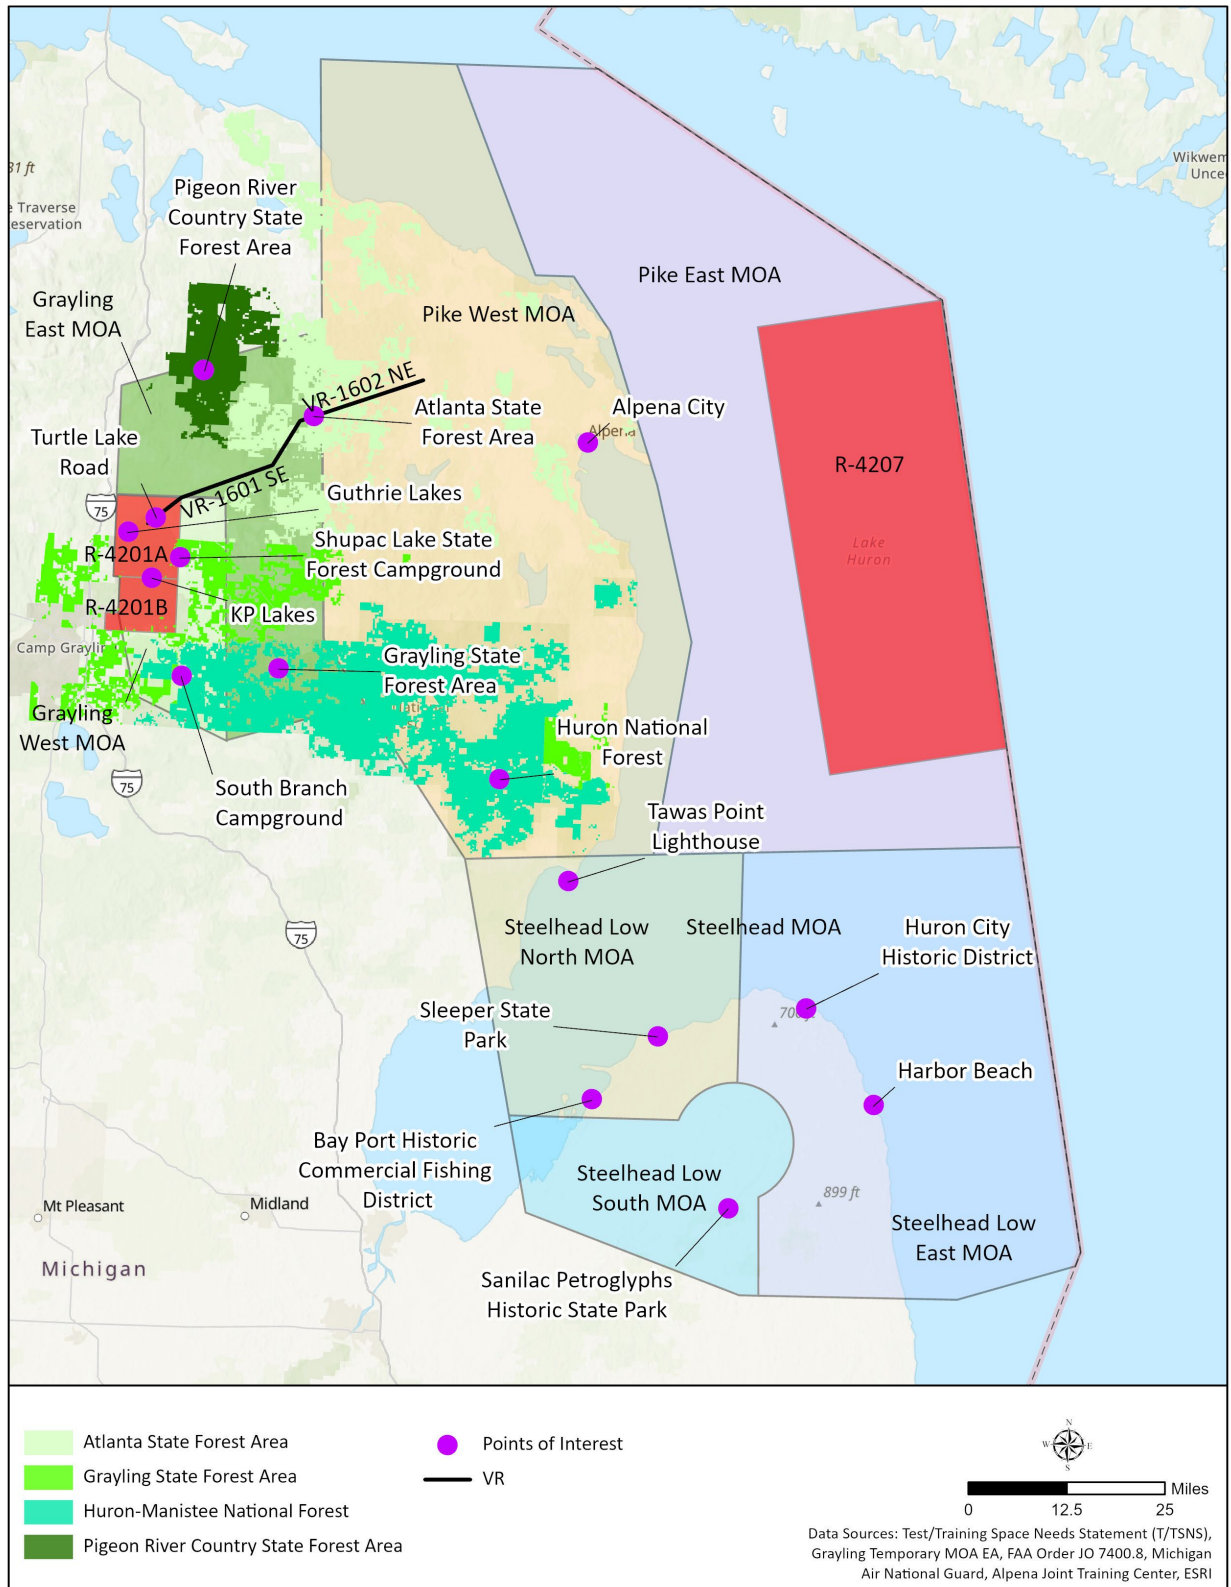 Wikwem
Unce
81 ft
e Traverse
eservation
Pigeon River
Country State
Forest Area
Pike East MOA
Grayling
East MOA
Pike West MOA
VR-1602 NE
Atlanta State
Forest Area
Alpena City
Alpena
Turtle Lake
Road
R-4207
VR-1601 SE
Guthrie Lakes
75
Shupac Lake State
Forest Campground
Lake
Huron
R-4201A
R-4201B
KP Lakes
Camp Graylin
Grayling State
Forest Area
Grayling
West MOA
Huron National
Forest
75
South Branch
Campground
Tawas Point
Lighthouse
75
Steelhead Low
North MOA
Steelhead MOA
Huron City
Historic District
Sleeper State
Park
Harbor Beach
Bay Port Historic
Commercial Fishing
District
Steelhead Low
South MOA
899 ft
Mt Pleasant
Midland
Steelhead Low
East MOA
Michigan
Sanilac Petroglyphs
Historic State Park
Atlanta State Forest Area
Grayling State Forest Area
Huron-Manistee National Forest
Pigeon River Country State Forest Area
Points of Interest
VR
N
W E
S
Miles
0 12.5 25
Data Sources: Test/Training Space Needs Statement (T/TSNS),
Grayling Temporary MOA EA, FAA Order JO 7400.8, Michigan
Air National Guard, Alpena Joint Training Center, ESRI